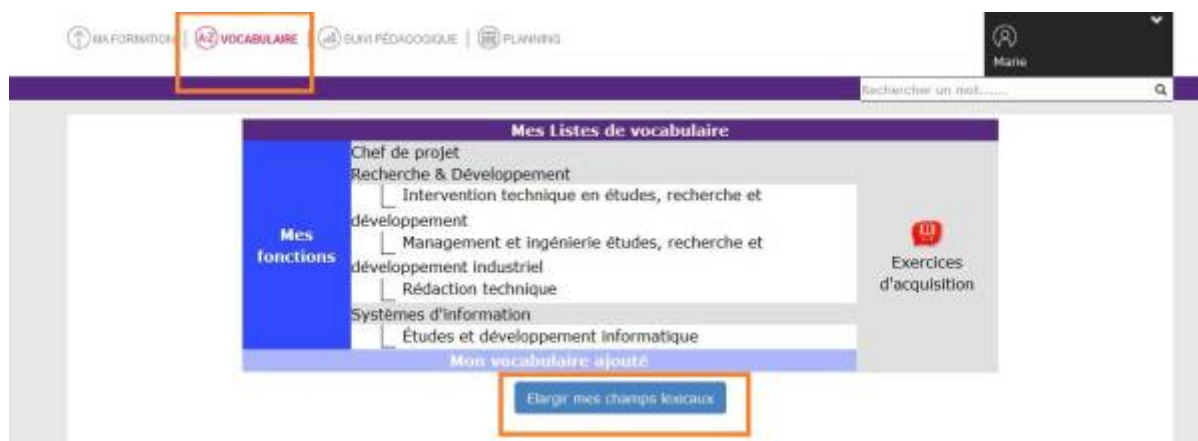 MA FORMATION | A-Z VOCABULAIRE | SUIVI PÉDAGOGIQUE | PLANNING
Marie
Rechercher un mot......
Mes Listes de vocabulaire
Mes
fonctions
Chef de projet
Recherche & Développement
Intervention technique en études, recherche et
développement
Management et ingénierie études, recherche et
développement industriel
Rédaction technique
Systèmes d'information
Études et développement informatique
Exercices
d'acquisition
Mon vocabulaire ajouté
Elargir mes champs lexicaux